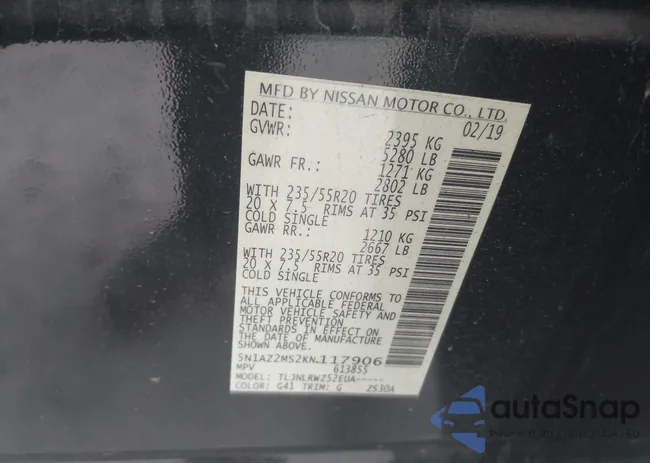 MFD BY NISSAN MOTOR CO., LTD.
DATE: 02/19
GVWR: 2395 KG
5280 LB
GAWR FR.: 1271 KG
2802 LB
WITH 235/55R20 TIRES
20 X 7.5 RIMS AT 35 PSI
COLD SINGLE
GAWR RR.: 1210 KG
2667 LB
WITH 235/55R20 TIRES
20 X 7.5 RIMS AT 35 PSI
COLD SINGLE
THIS VEHICLE CONFORMS TO
ALL APPLICABLE FEDERAL
MOTOR VEHICLE SAFETY AND
THEFT PREVENTION
STANDARDS IN EFFECT ON
THE DATE OF MANUFACTURE
SHOWN ABOVE.
5N1AZ2MS2KN117906
MPV 613855
MODEL: TL3NLRWZ52EUA-----
COLOR: G41 TRIM: G ZS30A
autoSnap